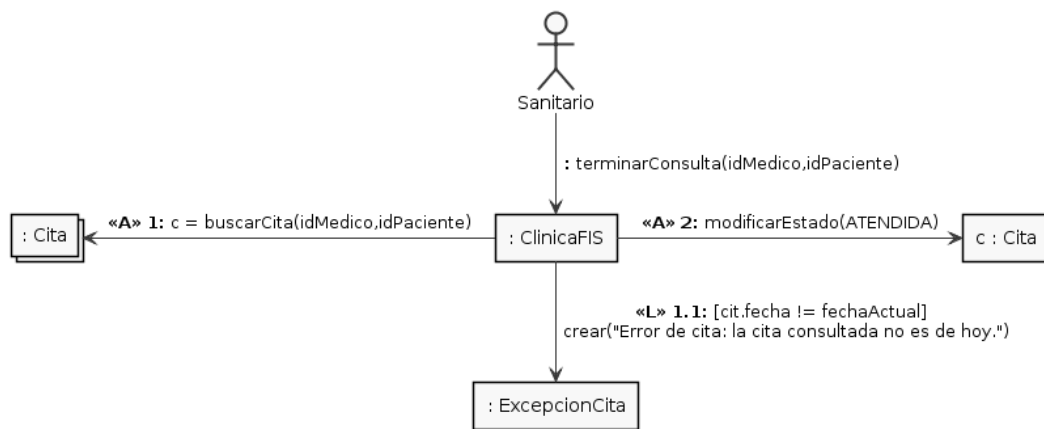 Sanitario
: terminarConsulta(idMedico,idPaciente)
: Cita
«A» 1: c = buscarCita(idMedico,idPaciente)
: ClinicaFIS
«A» 2: modificarEstado(ATENDIDA)
c : Cita
«L» 1.1: [cit.fecha != fechaActual]
crear("Error de cita: la cita consultada no es de hoy.")
: ExcepcionCita